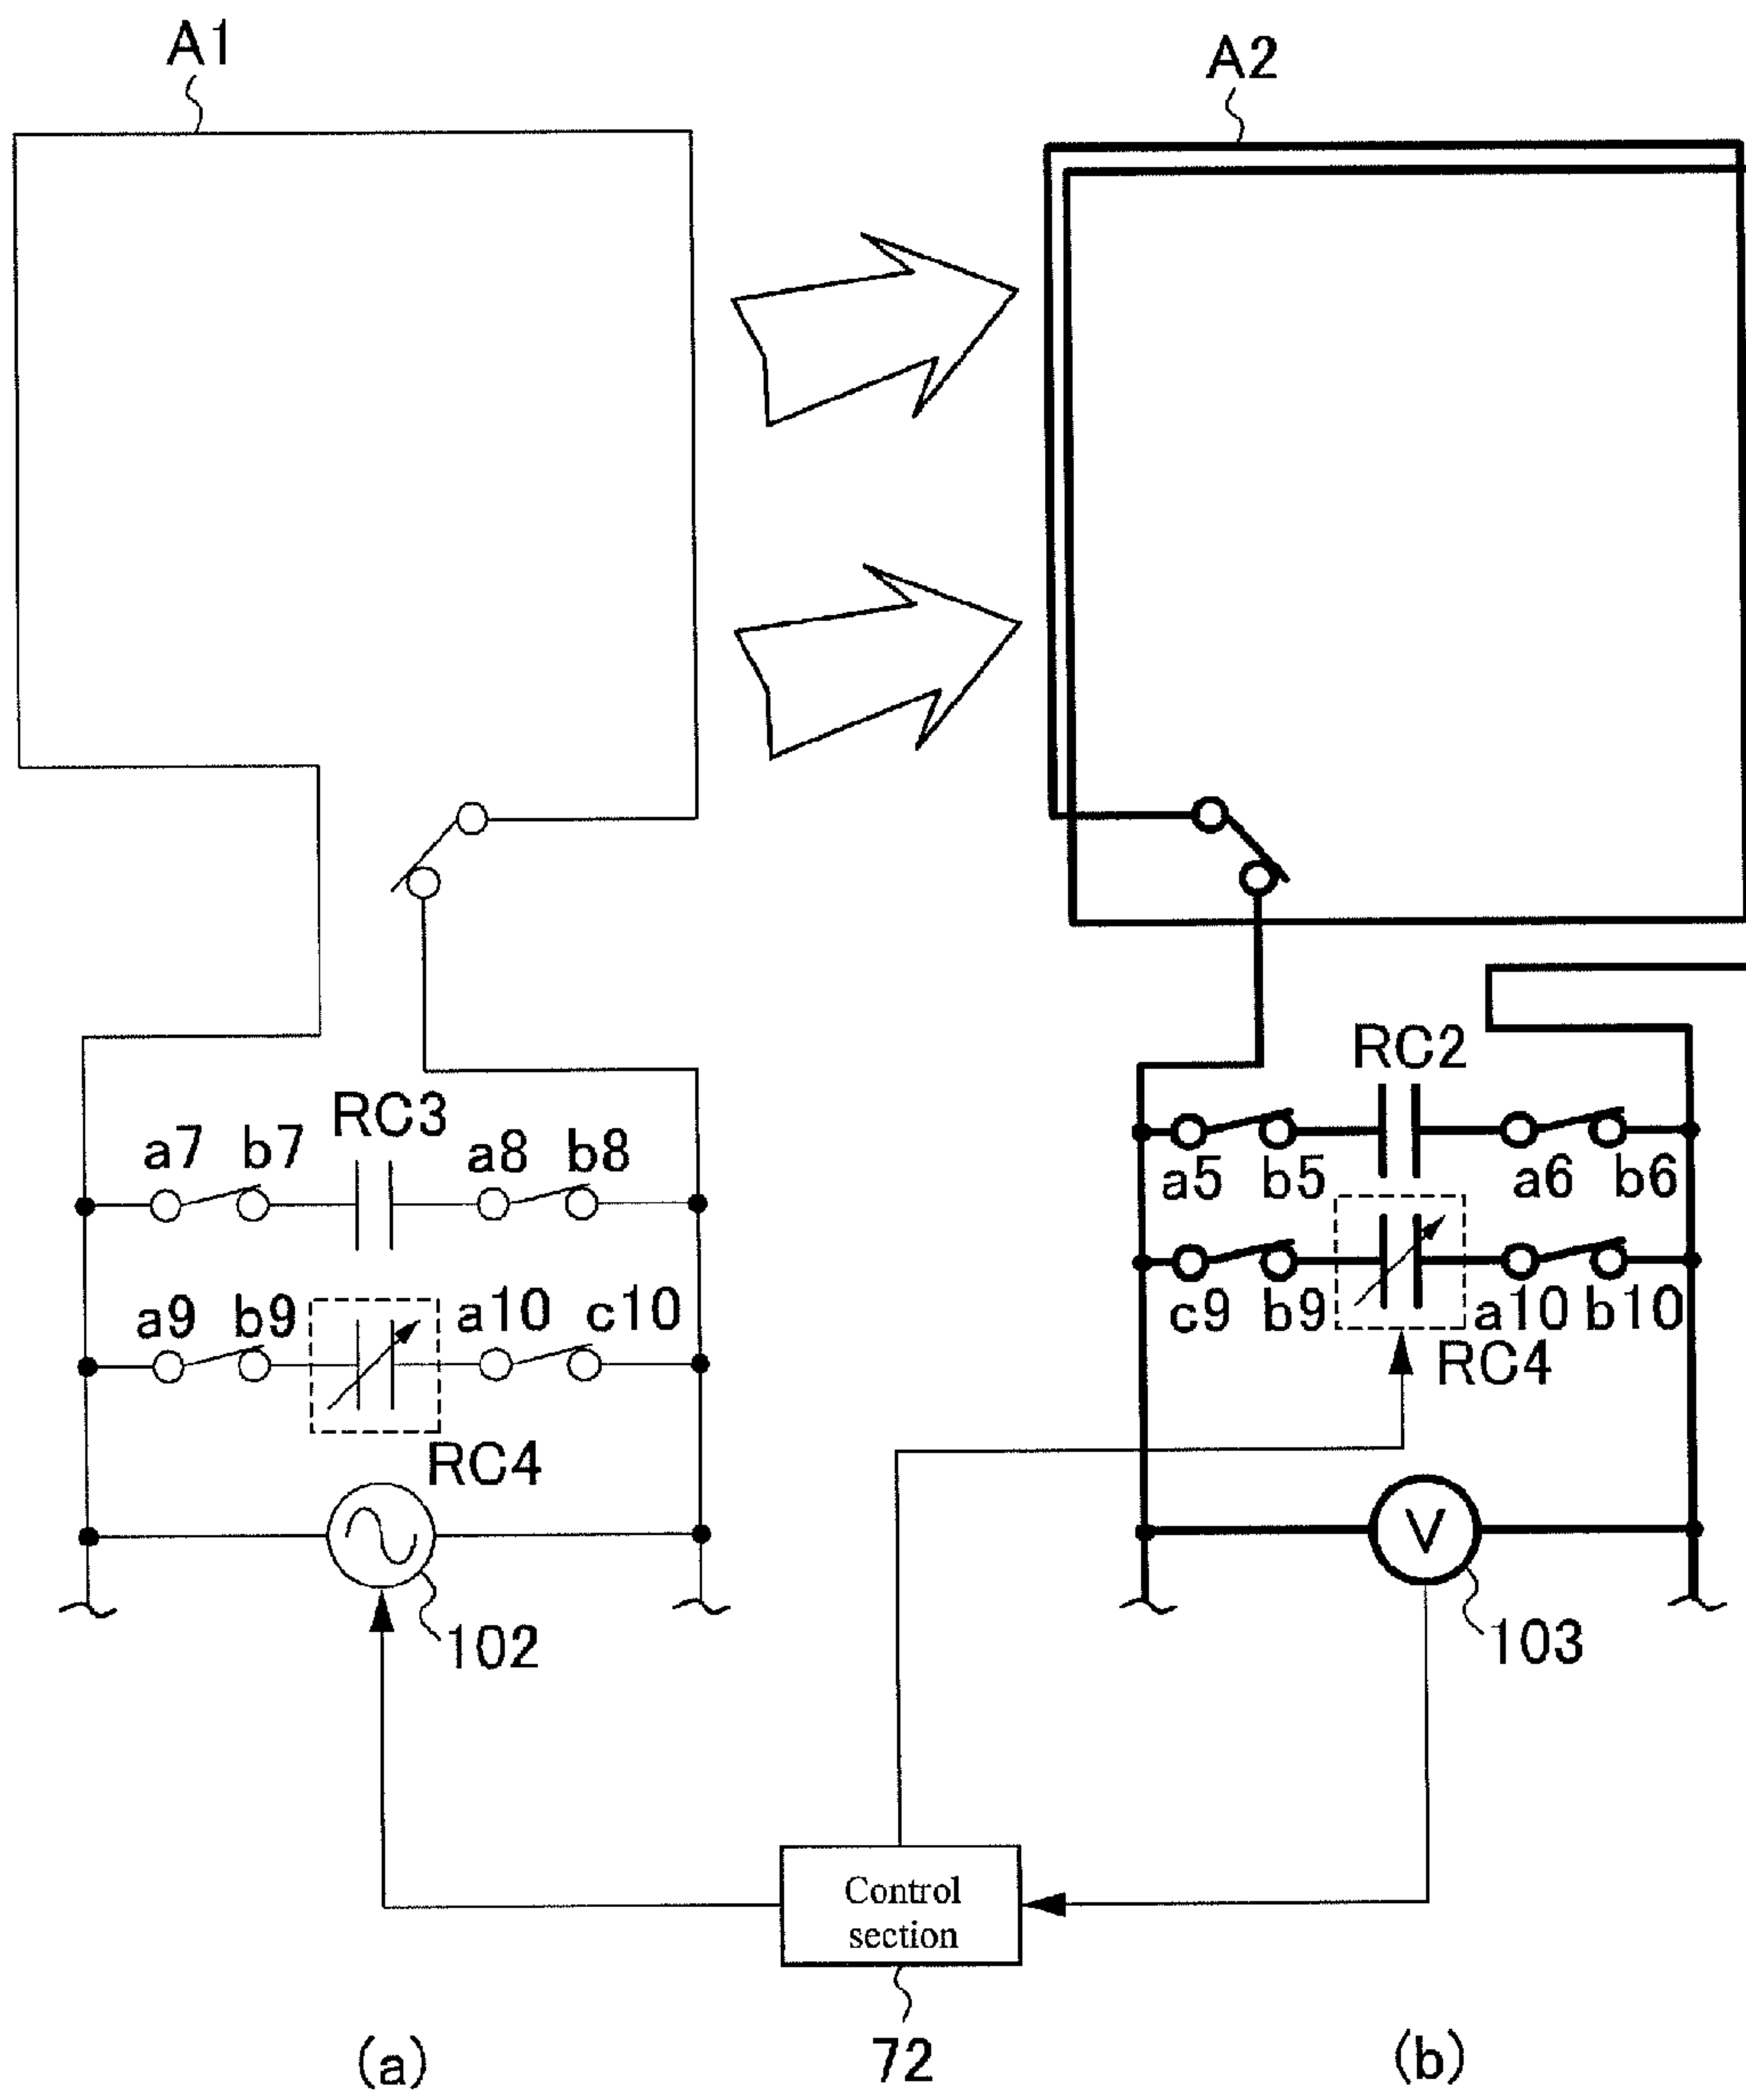 A1
A2
RC3
a7 b7 a8 b8
a9 b9 a10 c10
RC4
102
RC2
a5 b5 a6 b6
c9 b9 a10 b10
RC4
V
103
Control
section
72
(a)
(b)